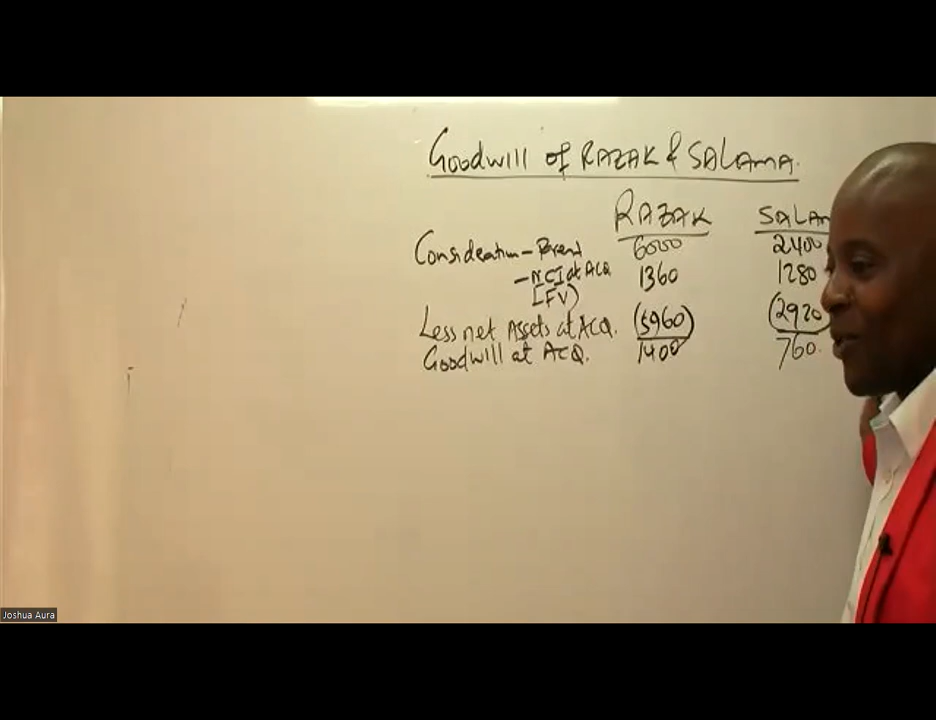 Goodwill of RAZAK & SALAMA.
RAZAK SALAM
Consideration - Parent 6000 2400
- NCI at ACQ 1360 1280
[FV)
Less net Assets at ACQ. (5960) (2920)
Goodwill at ACQ. 1400 760.
Joshua Aura